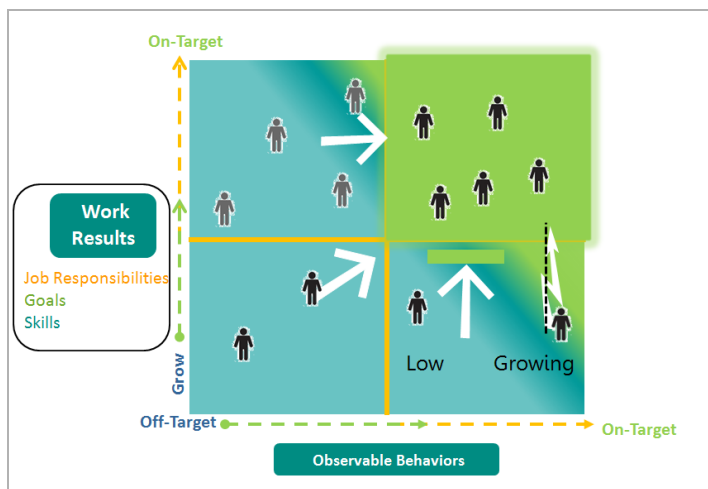 On-Target
Work
Results
Job Responsibilities
Goals
Skills
Grow
Low
Growing
Off-Target
On-Target
Observable Behaviors